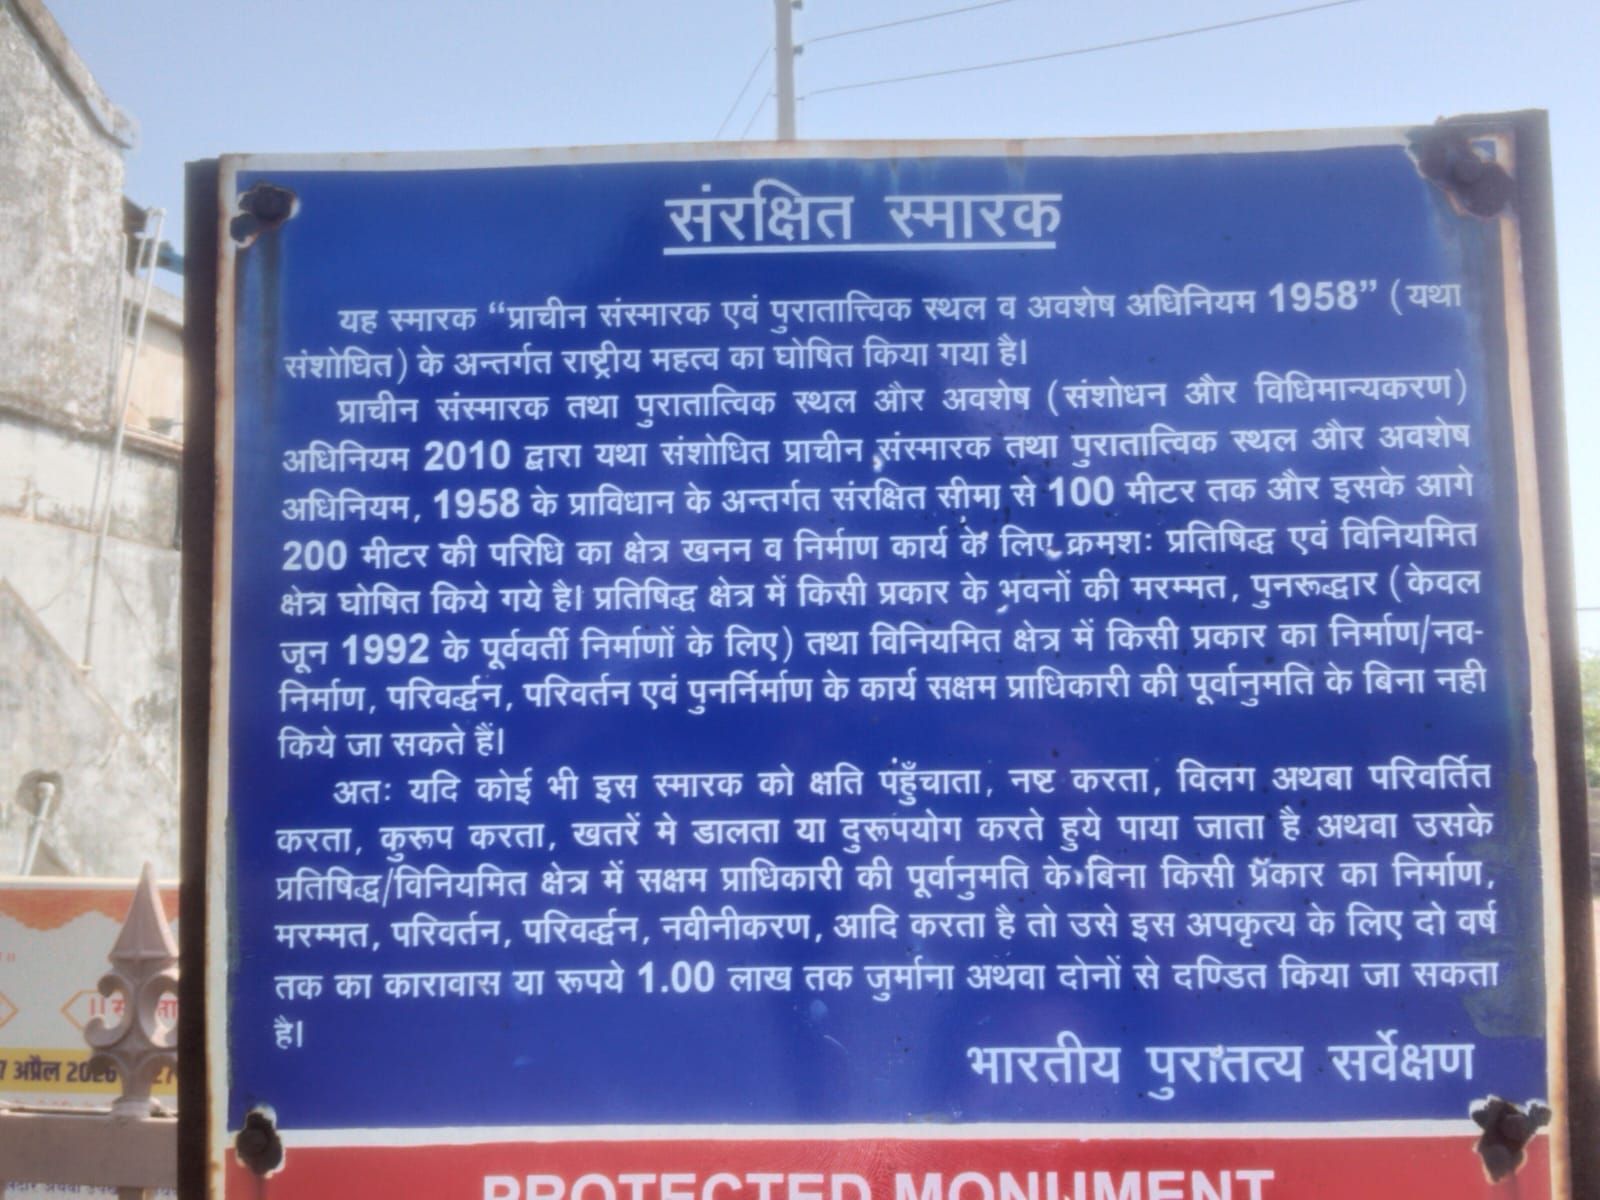 संरक्षित स्मारक
यह स्मारक “प्राचीन संस्मारक एवं पुरातात्त्विक स्थल व अवशेष अधिनियम 1958” (यथा
संशोधित) के अन्तर्गत राष्ट्रीय महत्व का घोषित किया गया है।
प्राचीन संस्मारक तथा पुरातात्विक स्थल और अवशेष (संशोधन और विधिमान्यकरण)
अधिनियम 2010 द्वारा यथा संशोधित प्राचीन संस्मारक तथा पुरातात्विक स्थल और अवशेष
अधिनियम, 1958 के प्राविधान के अन्तर्गत संरक्षित सीमा से 100 मीटर तक और इसके आगे
200 मीटर की परिधि का क्षेत्र खनन व निर्माण कार्य के लिए क्रमशः प्रतिषिद्ध एवं विनियमित
क्षेत्र घोषित किये गये है। प्रतिषिद्ध क्षेत्र में किसी प्रकार के भवनों की मरम्मत, पुनरूद्धार (केवल
जून 1992 के पूर्ववर्ती निर्माणों के लिए) तथा विनियमित क्षेत्र में किसी प्रकार का निर्माण/नव-
निर्माण, परिवर्द्धन, परिवर्तन एवं पुनर्निर्माण के कार्य सक्षम प्राधिकारी की पूर्वानुमति के बिना नही
किये जा सकते हैं।
अतः यदि कोई भी इस स्मारक को क्षति पंहुँचाता, नष्ट करता, विलग अथबा परिवर्तित
करता, कुरूप करता, खतरें मे डालता या दुरूपयोग करते हुये पाया जाता है अथवा उसके
प्रतिषिद्ध/विनियमित क्षेत्र में सक्षम प्राधिकारी की पूर्वानुमति के बिना किसी प्रकार का निर्माण,
मरम्मत, परिवर्तन, परिवर्द्धन, नवीनीकरण, आदि करता है तो उसे इस अपकृत्य के लिए दो वर्ष
तक का कारावास या रूपये 1.00 लाख तक जुर्माना अथवा दोनों से दण्डित किया जा सकता
है।
भारतीय पुरातत्य सर्वेक्षण
PROTECTED MONUMENT
अप्रैल 2026